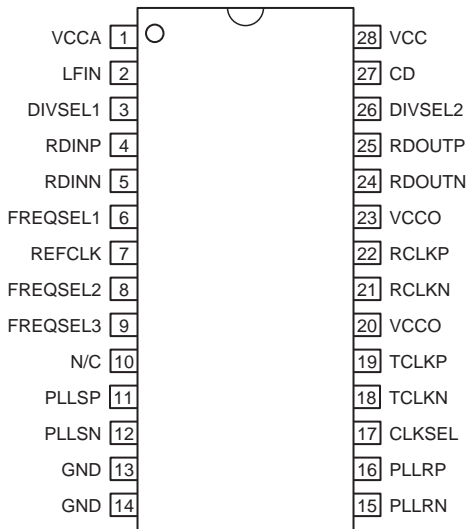 VCCA 1 28 VCC
LFIN 2 27 CD
DIVSEL1 3 26 DIVSEL2
RDINP 4 25 RDOUTP
RDINN 5 24 RDOUTN
FREQSEL1 6 23 VCCO
REFCLK 7 22 RCLKP
FREQSEL2 8 21 RCLKN
FREQSEL3 9 20 VCCO
N/C 10 19 TCLKP
PLLSP 11 18 TCLKN
PLLSN 12 17 CLKSEL
GND 13 16 PLLRP
GND 14 15 PLLRN